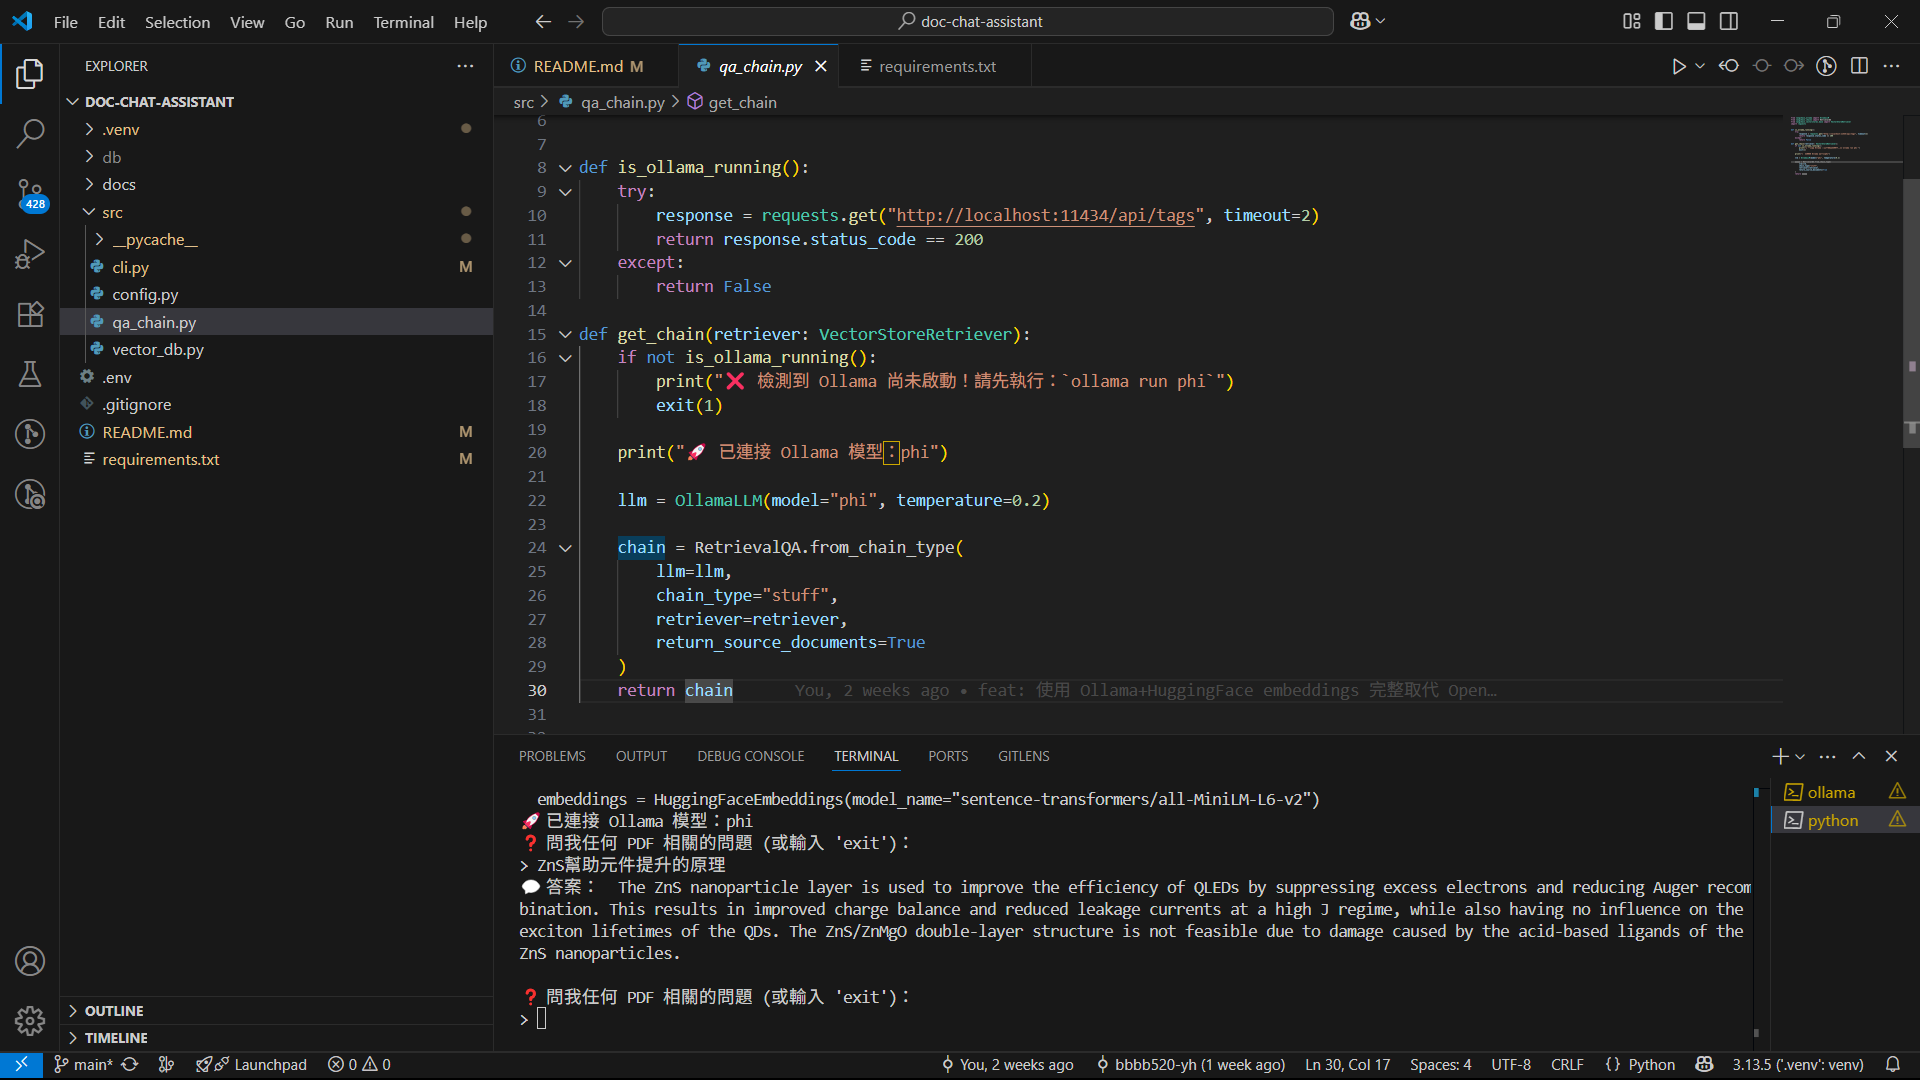 File Edit Selection View Go Run Terminal Help
doc-chat-assistant
EXPLORER
DOC-CHAT-ASSISTANT
.venv
db
docs
src
__pycache__
cli.py M
config.py
qa_chain.py
vector_db.py
.env
.gitignore
README.md M
requirements.txt M
OUTLINE
TIMELINE
428
README.md M
qa_chain.py
requirements.txt
src > qa_chain.py > get_chain
6
7
8 def is_ollama_running():
9 try:
10 response = requests.get("http://localhost:11434/api/tags", timeout=2)
11 return response.status_code == 200
12 except:
13 return False
14
15 def get_chain(retriever: VectorStoreRetriever):
16 if not is_ollama_running():
17 print("❌ 檢測到 Ollama 尚未啟動！請先執行：`ollama run phi`")
18 exit(1)
19
20 print("🚀 已連接 Ollama 模型：phi")
21
22 llm = OllamaLLM(model="phi", temperature=0.2)
23
24 chain = RetrievalQA.from_chain_type(
25 llm=llm,
26 chain_type="stuff",
27 retriever=retriever,
28 return_source_documents=True
29 )
30 return chain You, 2 weeks ago • feat: 使用 Ollama+HuggingFace embeddings 完整取代 Open…
31
PROBLEMS OUTPUT DEBUG CONSOLE TERMINAL PORTS GITLENS
embeddings = HuggingFaceEmbeddings(model_name="sentence-transformers/all-MiniLM-L6-v2")
🚀 已連接 Ollama 模型：phi
❓ 問我任何 PDF 相關的問題 (或輸入 'exit')：
> ZnS幫助元件提升的原理
💬 答案： The ZnS nanoparticle layer is used to improve the efficiency of QLEDs by suppressing excess electrons and reducing Auger recom
bination. This results in improved charge balance and reduced leakage currents at a high J regime, while also having no influence on the
exciton lifetimes of the QDs. The ZnS/ZnMgO double-layer structure is not feasible due to damage caused by the acid-based ligands of the
ZnS nanoparticles.
❓ 問我任何 PDF 相關的問題 (或輸入 'exit')：
>
ollama
python
main* Launchpad 0 0 You, 2 weeks ago bbbb520-yh (1 week ago) Ln 30, Col 17 Spaces: 4 UTF-8 CRLF {} Python 3.13.5 ('.venv': venv)